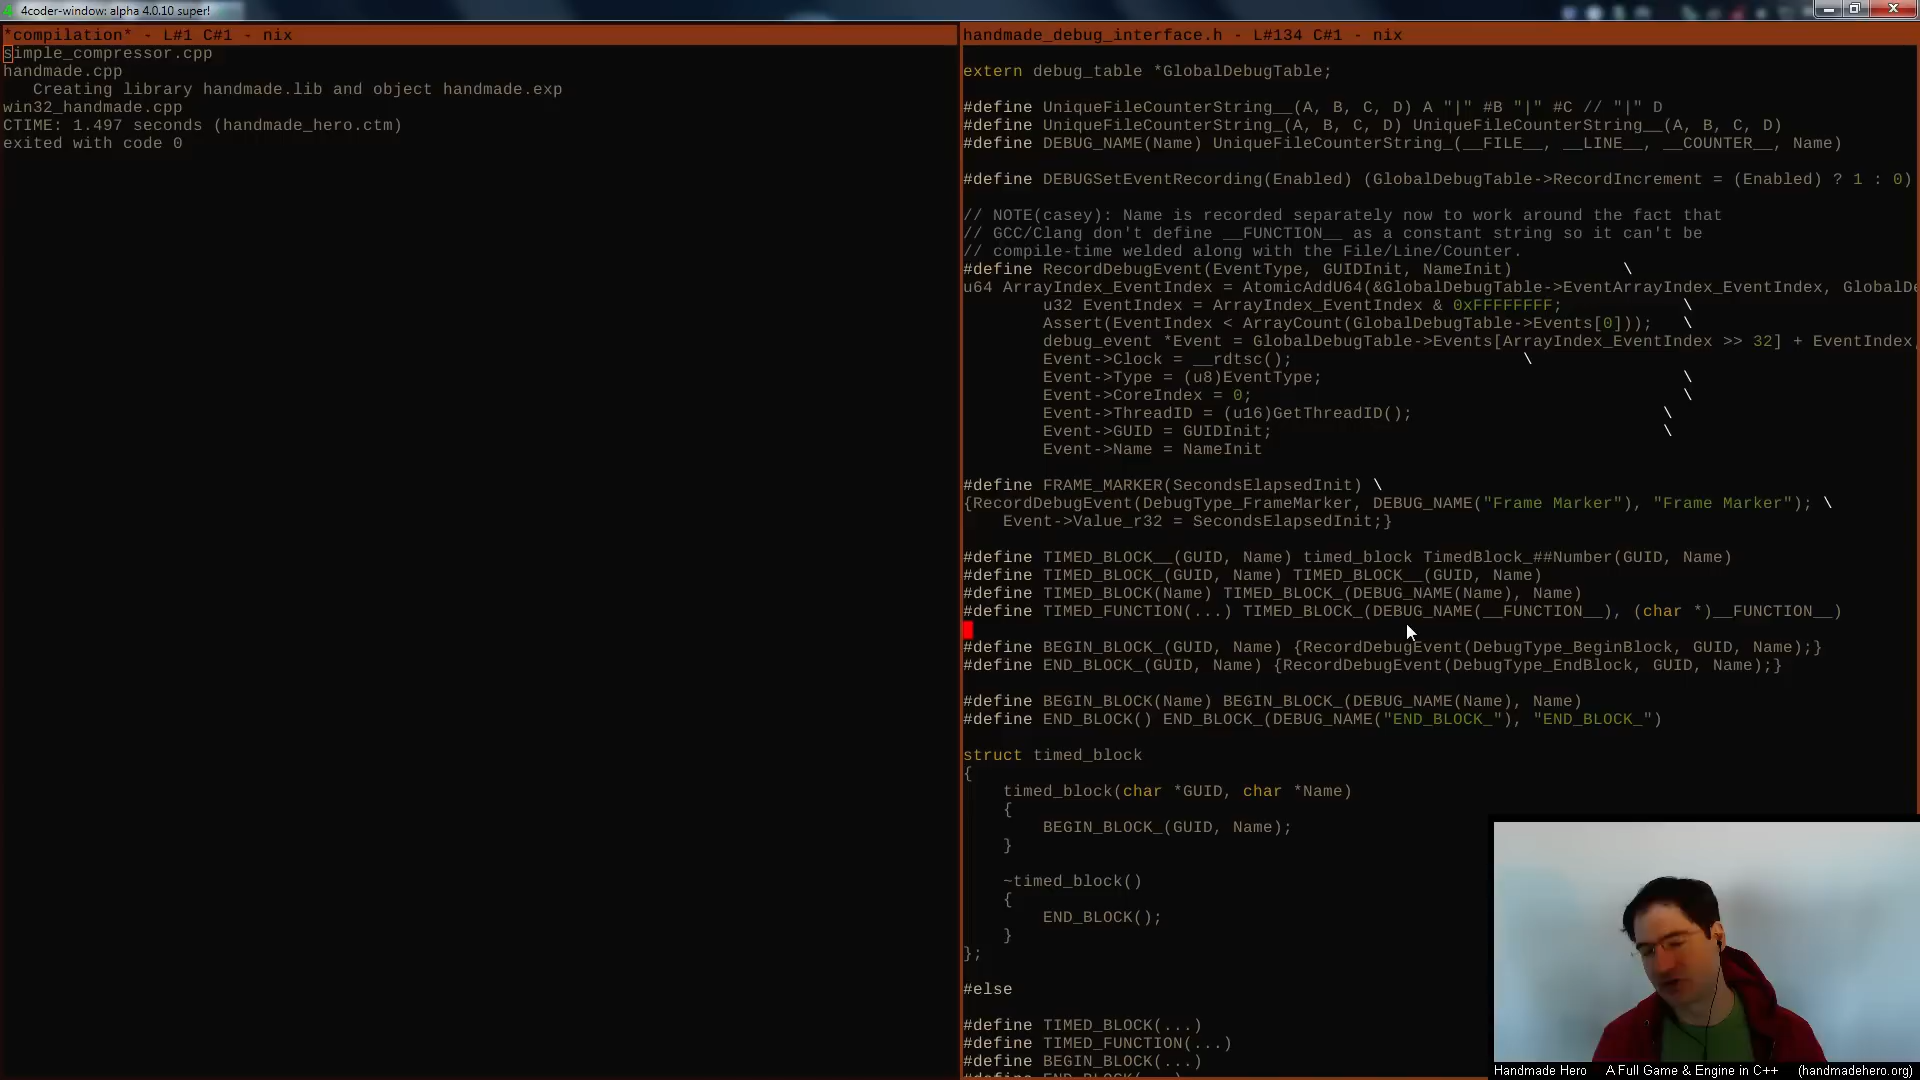 4coder-window: alpha 4.0.10 super!
*compilation* - L#1 C#1 - nix
simple_compressor.cpp
handmade.cpp
   Creating library handmade.lib and object handmade.exp
win32_handmade.cpp
CTIME: 1.497 seconds (handmade_hero.ctm)
exited with code 0
handmade_debug_interface.h - L#134 C#1 - nix
extern debug_table *GlobalDebugTable;
#define UniqueFileCounterString__(A, B, C, D) A "|" #B "|" #C // "|" D
#define UniqueFileCounterString_(A, B, C, D) UniqueFileCounterString__(A, B, C, D)
#define DEBUG_NAME(Name) UniqueFileCounterString_(__FILE__, __LINE__, __COUNTER__, Name)
#define DEBUGSetEventRecording(Enabled) (GlobalDebugTable->RecordIncrement = (Enabled) ? 1 : 0)
// NOTE(casey): Name is recorded separately now to work around the fact that
// GCC/Clang don't define __FUNCTION__ as a constant string so it can't be
// compile-time welded along with the File/Line/Counter.
#define RecordDebugEvent(EventType, GUIDInit, NameInit) \
u64 ArrayIndex_EventIndex = AtomicAddU64(&GlobalDebugTable->EventArrayIndex_EventIndex, GlobalDe
        u32 EventIndex = ArrayIndex_EventIndex & 0xFFFFFFFF; \
        Assert(EventIndex < ArrayCount(GlobalDebugTable->Events[0])); \
        debug_event *Event = GlobalDebugTable->Events[ArrayIndex_EventIndex >> 32] + EventIndex;
        Event->Clock = __rdtsc(); \
        Event->Type = (u8)EventType; \
        Event->CoreIndex = 0; \
        Event->ThreadID = (u16)GetThreadID(); \
        Event->GUID = GUIDInit; \
        Event->Name = NameInit
#define FRAME_MARKER(SecondsElapsedInit) \
{RecordDebugEvent(DebugType_FrameMarker, DEBUG_NAME("Frame Marker"), "Frame Marker"); \
    Event->Value_r32 = SecondsElapsedInit;}
#define TIMED_BLOCK__(GUID, Name) timed_block TimedBlock_##Number(GUID, Name)
#define TIMED_BLOCK_(GUID, Name) TIMED_BLOCK__(GUID, Name)
#define TIMED_BLOCK(Name) TIMED_BLOCK_(DEBUG_NAME(Name), Name)
#define TIMED_FUNCTION(...) TIMED_BLOCK_(DEBUG_NAME(__FUNCTION__), (char *)__FUNCTION__)
#define BEGIN_BLOCK_(GUID, Name) {RecordDebugEvent(DebugType_BeginBlock, GUID, Name);}
#define END_BLOCK_(GUID, Name) {RecordDebugEvent(DebugType_EndBlock, GUID, Name);}
#define BEGIN_BLOCK(Name) BEGIN_BLOCK_(DEBUG_NAME(Name), Name)
#define END_BLOCK() END_BLOCK_(DEBUG_NAME("END_BLOCK_"), "END_BLOCK_")
struct timed_block
{
    timed_block(char *GUID, char *Name)
    {
        BEGIN_BLOCK_(GUID, Name);
    }
    ~timed_block()
    {
        END_BLOCK();
    }
};
#else
#define TIMED_BLOCK(...)
#define TIMED_FUNCTION(...)
#define BEGIN_BLOCK(...)
Handmade Hero A Full Game & Engine in C++ (handmadehero.org)